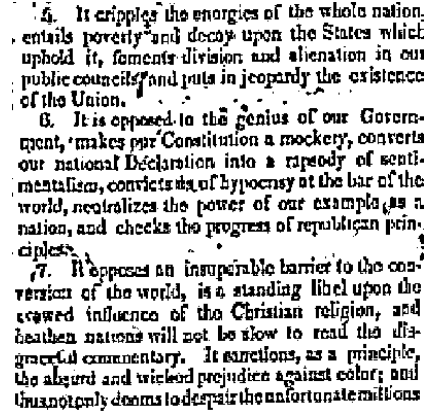 5. It cripples the energies of the whole nation,
entails poverty and decay upon the States which
uphold it, foments division and alienation in our
public councils, and puts in jeopardy the existence
of the Union.
6. It is opposed to the genius of our Govern-
ment, makes our Constitution a mockery, converts
our national Declaration into a rapsody of senti-
mentalism, convicts us of hypocrisy at the bar of the
world, neutralizes the power of our example as a
nation, and checks the progress of republican prin-
ciples.
7. It opposes an insuperable barrier to the con-
version of the world, is a standing libel upon the
avowed influence of the Christian religion, and
heathen nations will not be slow to read the dis-
graceful commentary. It sanctions, as a principle,
the absurd and wicked prejudice against color; and
thus not only dooms to despair the unfortunate millions